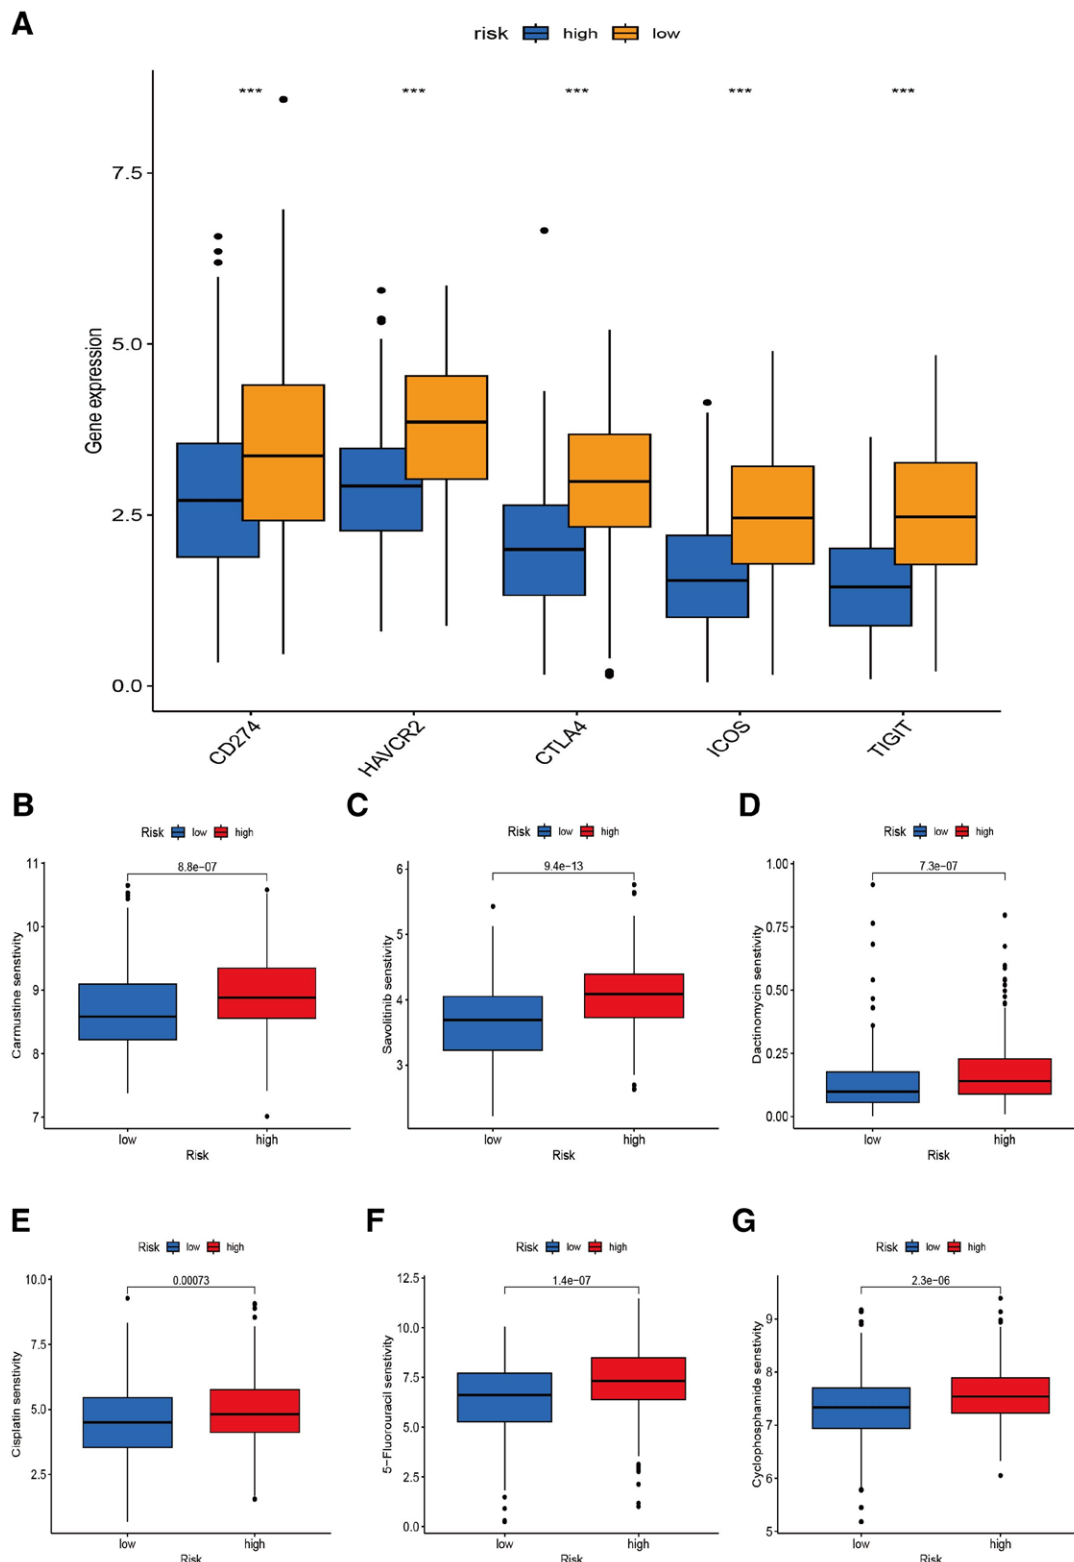 A
risk high low
*** *** *** *** ***
7.5
5.0
2.5
0.0
Gene expression
CD274 HAVCR2 CTLA4 ICOS TIGIT
B
Risk low high
8.8e−07
11
10
9
8
7
Carmustine senstivity
low high
Risk
C
Risk low high
9.4e−13
6
5
4
3
Savolitinib senstivity
low high
Risk
D
Risk low high
7.3e−07
1.00
0.75
0.50
0.25
0.00
Dactinomycin senstivity
low high
Risk
E
Risk low high
0.00073
10.0
7.5
5.0
2.5
Cisplatin senstivity
low high
Risk
F
Risk low high
1.4e−07
12.5
10.0
7.5
5.0
2.5
0.0
5−Fluorouracil senstivity
low high
Risk
G
Risk low high
2.3e−06
9
8
7
6
5
Cyclophosphamide senstivity
low high
Risk